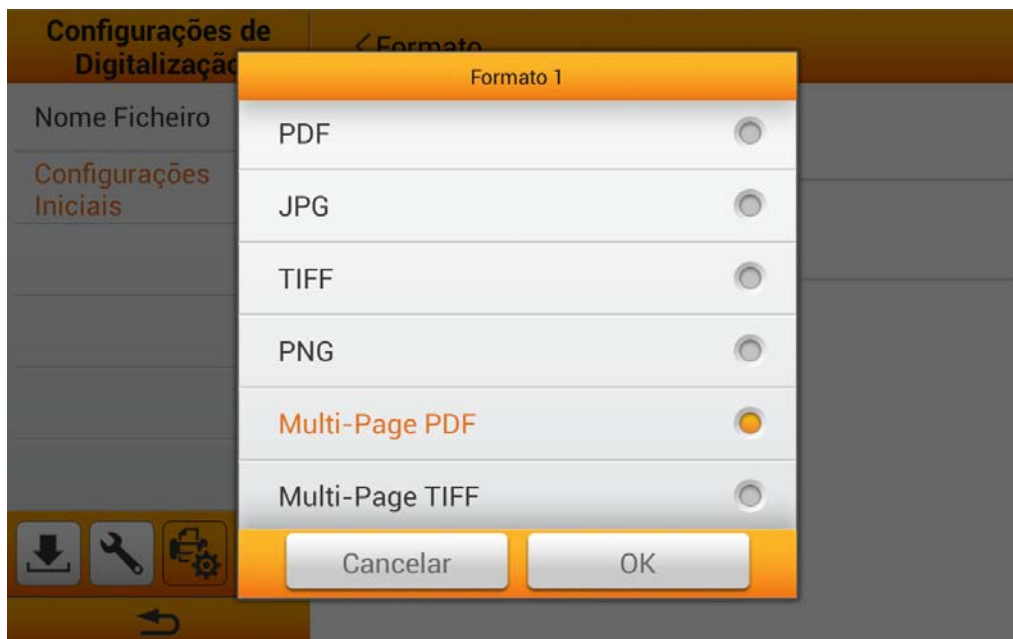 Configurações de
Digitalização
< Formato
Nome Ficheiro
Configurações
Iniciais
Formato 1
PDF
JPG
TIFF
PNG
Multi-Page PDF
Multi-Page TIFF
Cancelar
OK